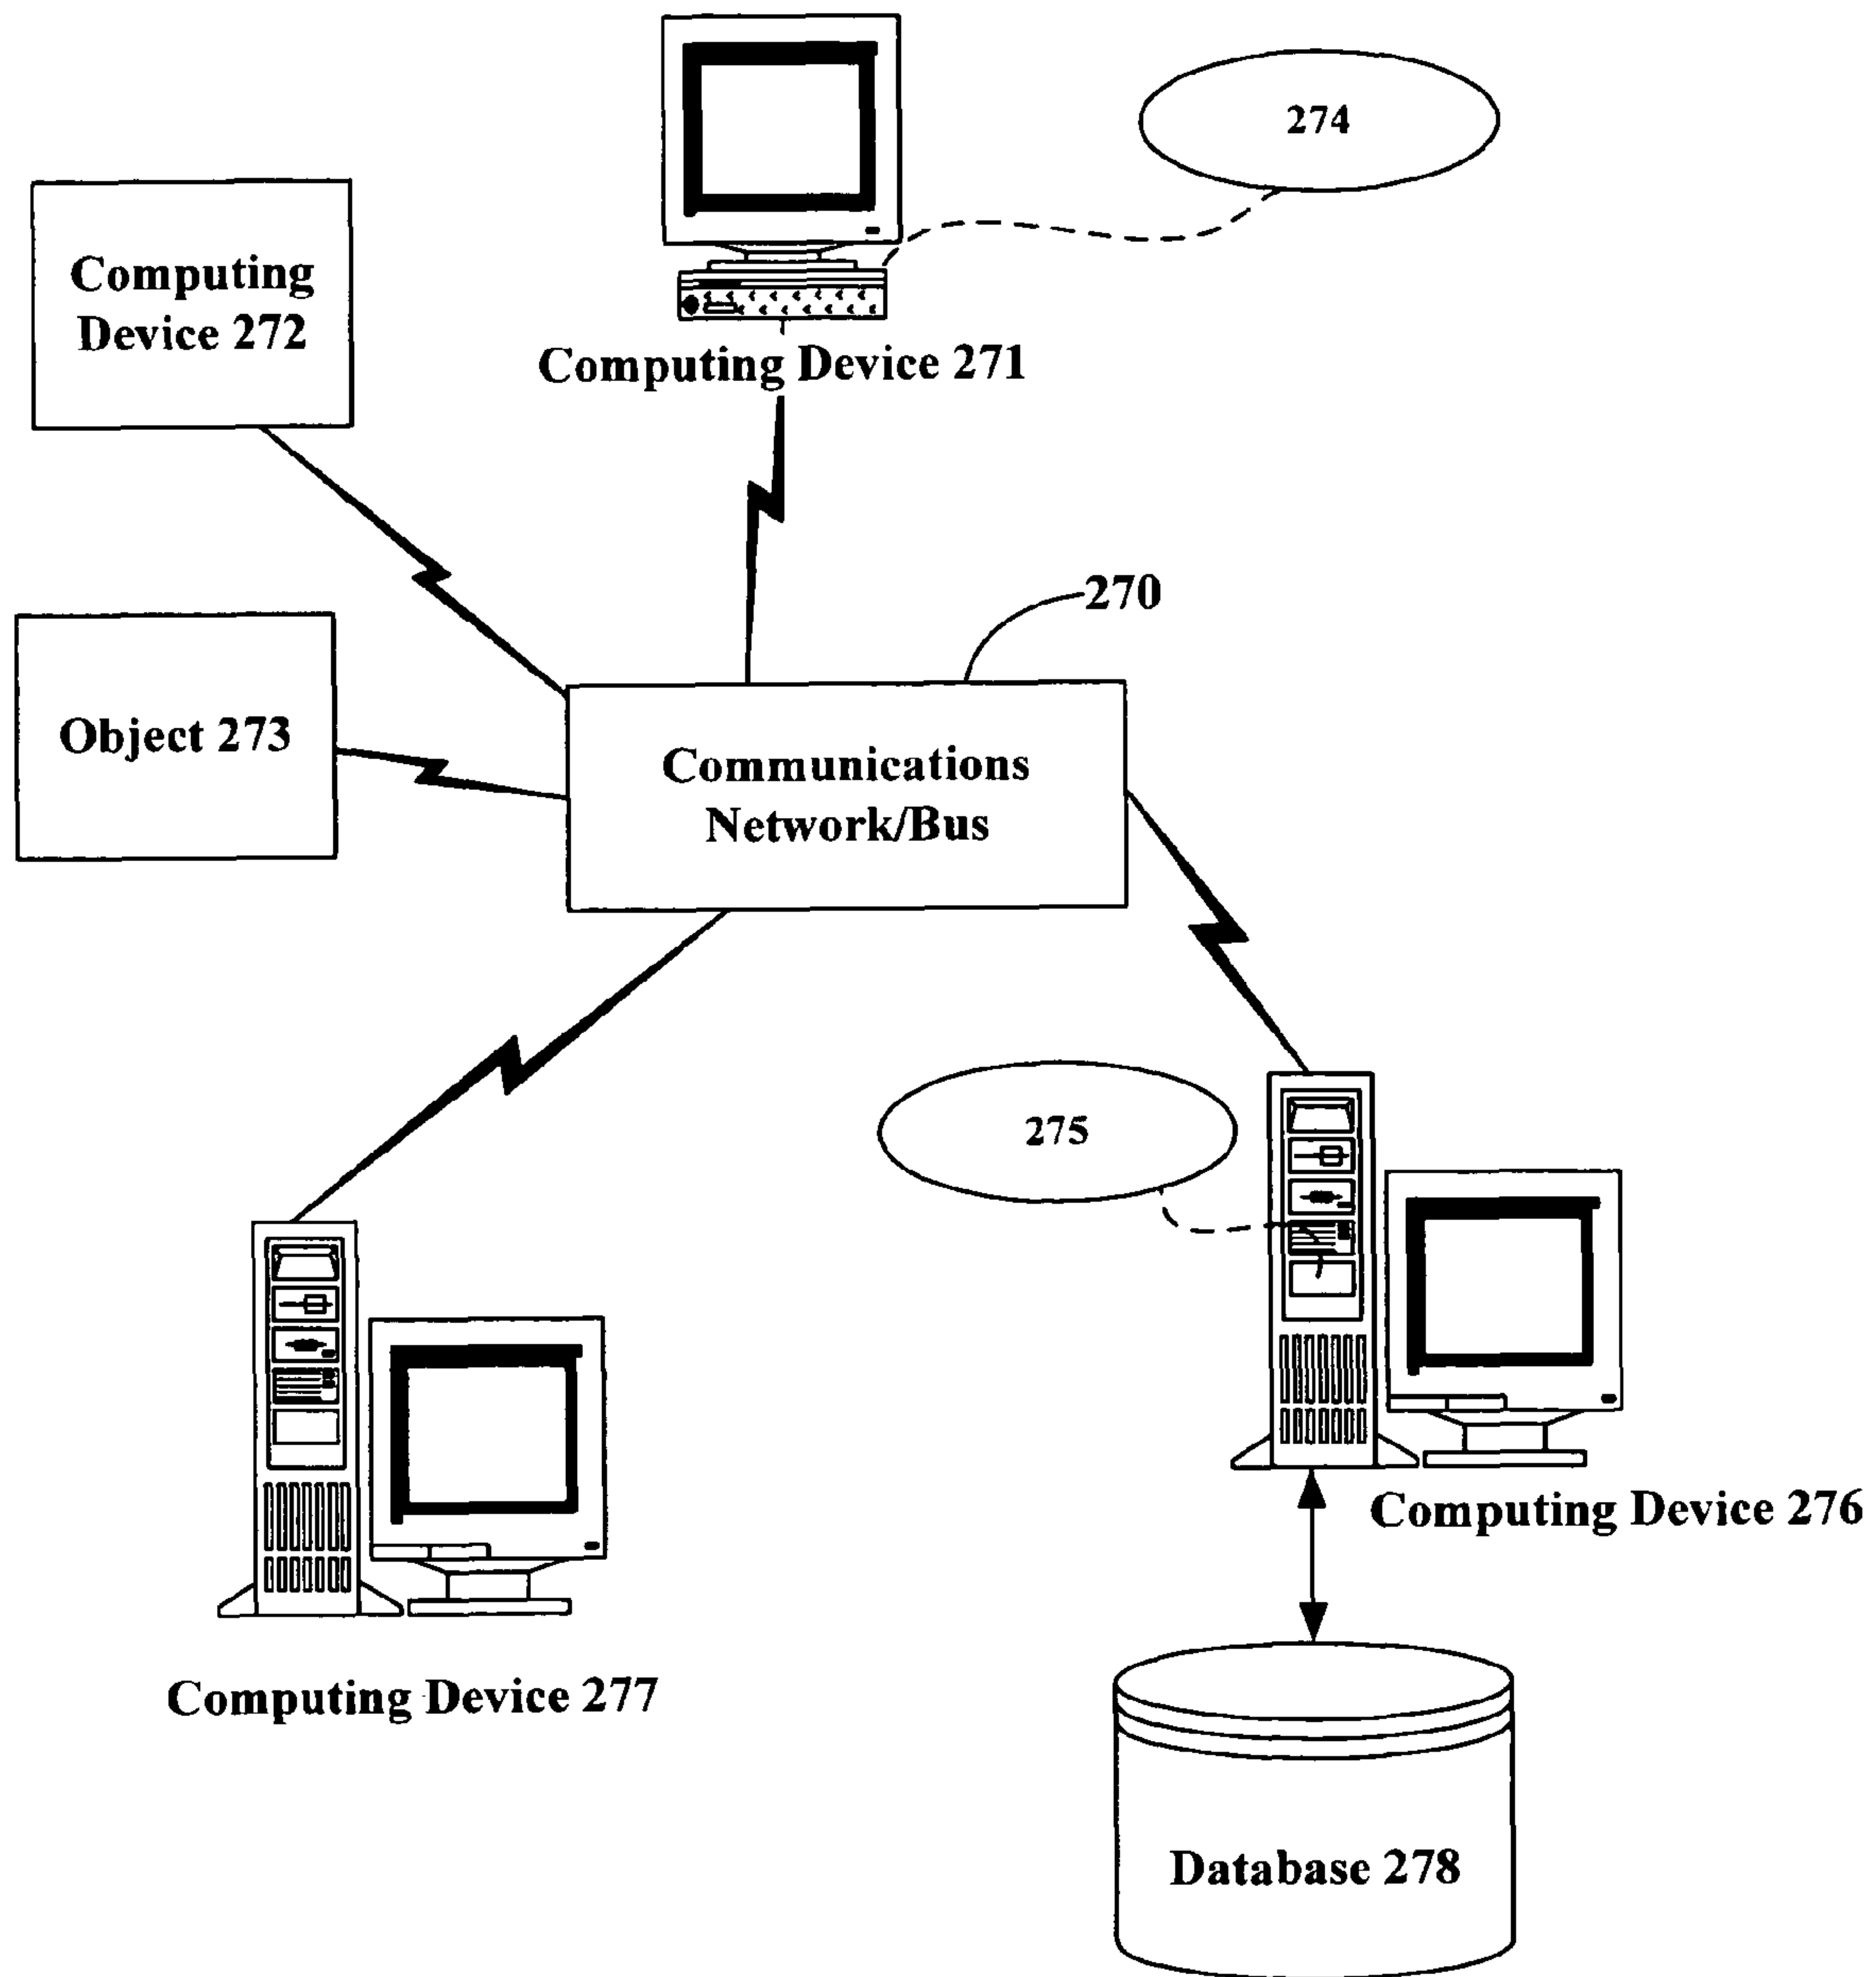 274
Computing
Device 272
Computing Device 271
270
Object 273
Communications
Network/Bus
275
Computing Device 276
Computing Device 277
Database 278